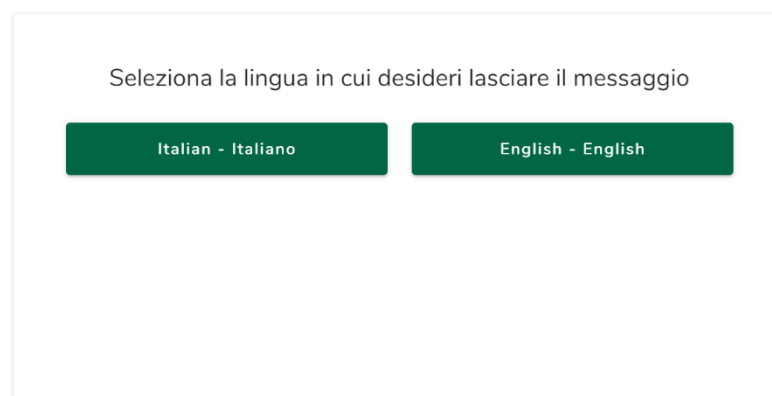 Seleziona la lingua in cui desideri lasciare il messaggio
Italian - Italiano
English - English